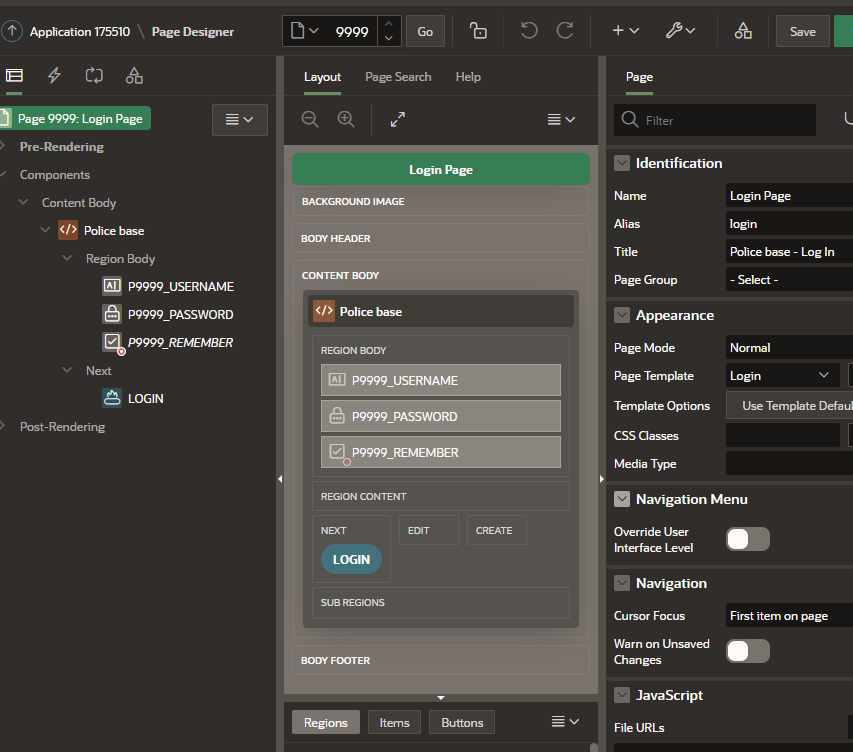 Application 175510 \ Page Designer
9999
Go
Save
Page 9999: Login Page
Pre-Rendering
Components
Content Body
Police base
Region Body
P9999_USERNAME
P9999_PASSWORD
P9999_REMEMBER
Next
LOGIN
Post-Rendering
Layout
Page Search
Help
Login Page
BACKGROUND IMAGE
BODY HEADER
CONTENT BODY
Police base
REGION BODY
P9999_USERNAME
P9999_PASSWORD
P9999_REMEMBER
REGION CONTENT
NEXT
EDIT
CREATE
LOGIN
SUB REGIONS
BODY FOOTER
Regions
Items
Buttons
Page
Filter
Identification
Name
Login Page
Alias
login
Title
Police base - Log In
Page Group
- Select -
Appearance
Page Mode
Normal
Page Template
Login
Template Options
Use Template Defaul
CSS Classes
Media Type
Navigation Menu
Override User
Interface Level
Navigation
Cursor Focus
First item on page
Warn on Unsaved
Changes
JavaScript
File URLs